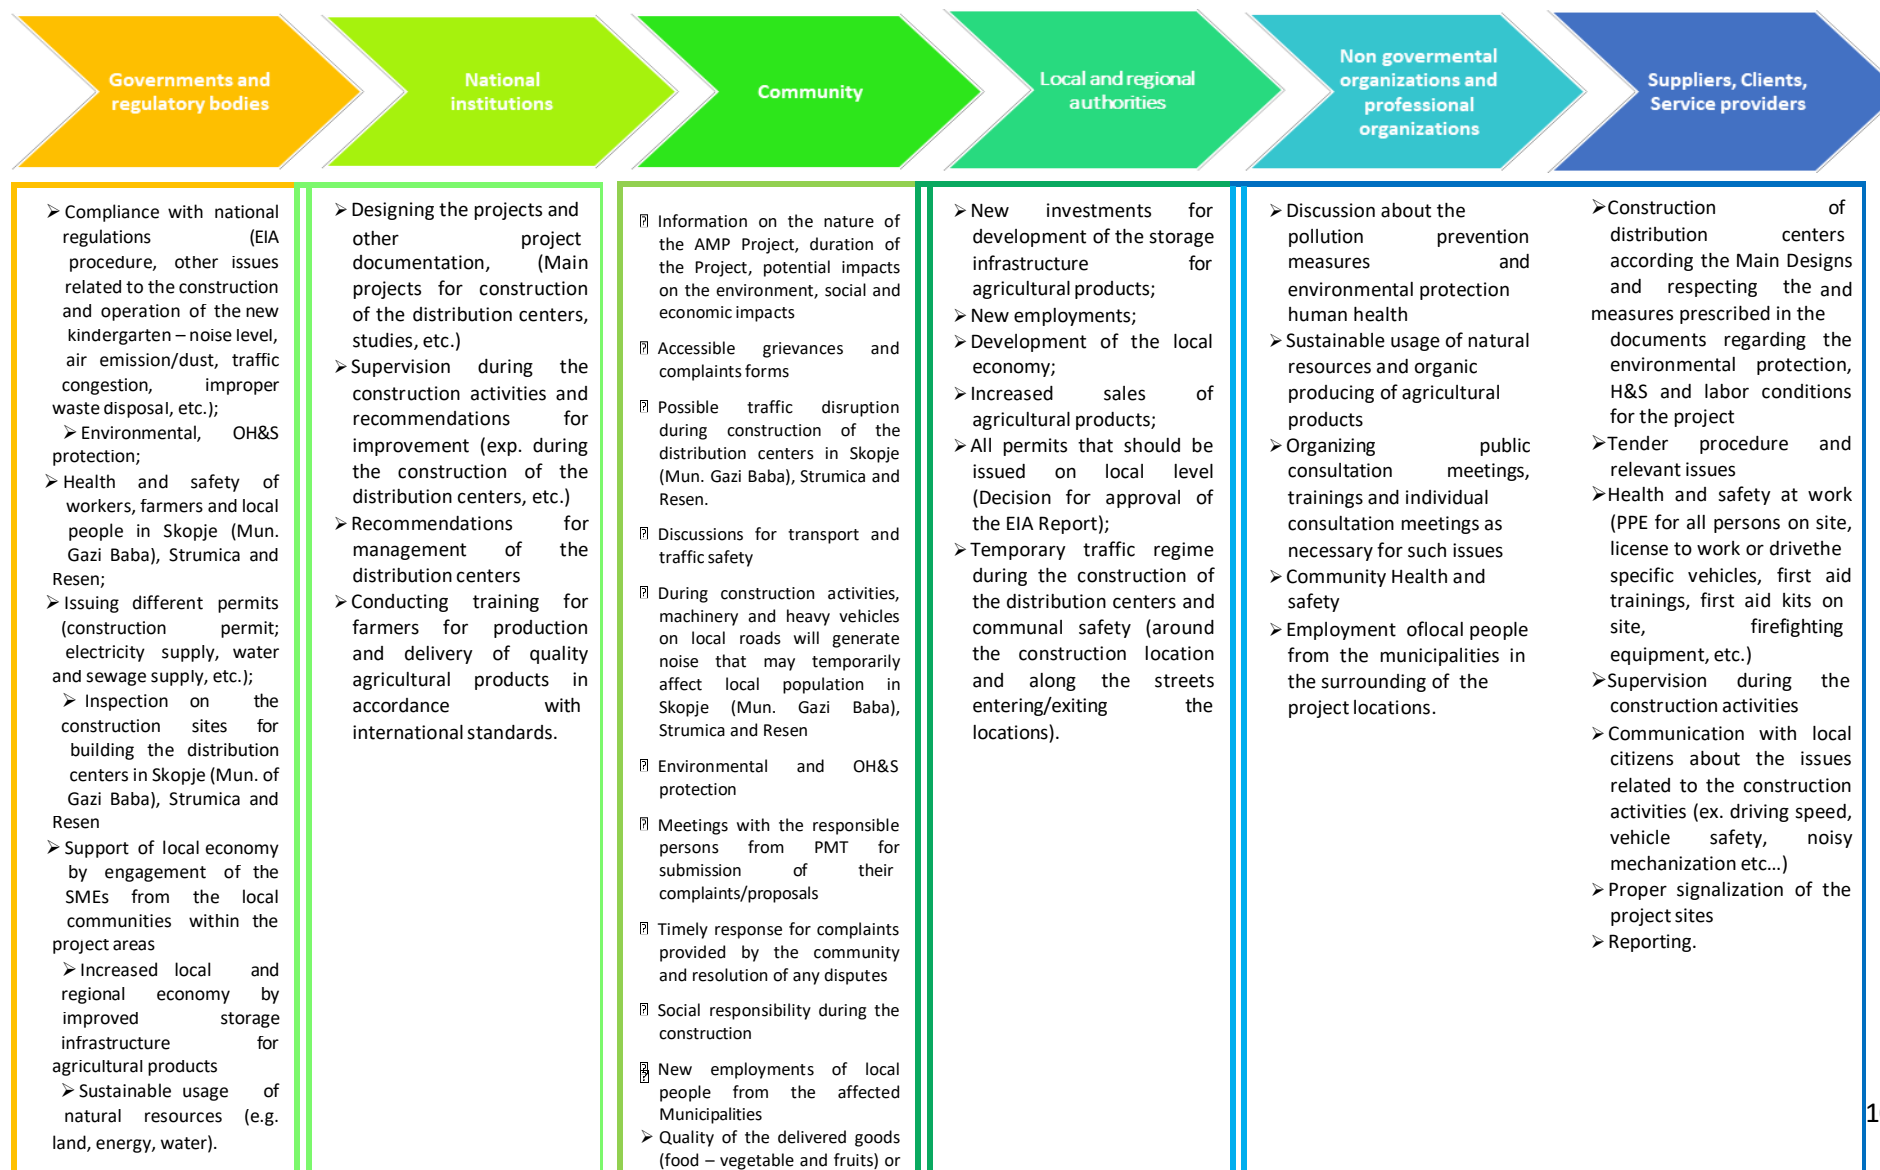 Governments and
regulatory bodies
National
institutions
Community
Local and regional
authorities
Non govermental
organizations and
professional
organizations
Suppliers, Clients,
Service providers
➢ Compliance with national
regulations (EIA
procedure, other issues
related to the construction
and operation of the new
kindergarten – noise level,
air emission/dust, traffic
congestion, improper
waste disposal, etc.);
➢ Environmental, OH&S
protection;
➢ Health and safety of
workers, farmers and local
people in Skopje (Mun.
Gazi Baba), Strumica and
Resen;
➢ Issuing different permits
(construction permit;
electricity supply, water
and sewage supply, etc.);
➢ Inspection on the
construction sites for
building the distribution
centers in Skopje (Mun. of
Gazi Baba), Strumica and
Resen
➢ Support of local economy
by engagement of the
SMEs from the local
communities within the
project areas
➢ Increased local and
regional economy by
improved storage
infrastructure for
agricultural products
➢ Sustainable usage of
natural resources (e.g.
land, energy, water).
➢ Designing the projects and
other project
documentation, (Main
projects for construction
of the distribution centers,
studies, etc.)
➢ Supervision during the
construction activities and
recommendations for
improvement (exp. during
the construction of the
distribution centers, etc.)
➢ Recommendations for
management of the
distribution centers
➢ Conducting training for
farmers for production
and delivery of quality
agricultural products in
accordance with
international standards.
Information on the nature of
the AMP Project, duration of
the Project, potential impacts
on the environment, social and
economic impacts
Accessible grievances and
complaints forms
Possible traffic disruption
during construction of the
distribution centers in Skopje
(Mun. Gazi Baba), Strumica and
Resen.
Discussions for transport and
traffic safety
During construction activities,
machinery and heavy vehicles
on local roads will generate
noise that may temporarily
affect local population in
Skopje (Mun. Gazi Baba),
Strumica and Resen
Environmental and OH&S
protection
Meetings with the responsible
persons from PMT for
submission of their
complaints/proposals
Timely response for complaints
provided by the community
and resolution of any disputes
Social responsibility during the
construction
New employments of local
people from the affected
Municipalities
➢ Quality of the delivered goods
(food – vegetable and fruits) or
➢ New investments for
development of the storage
infrastructure for
agricultural products;
➢ New employments;
➢ Development of the local
economy;
➢ Increased sales of
agricultural products;
➢ All permits that should be
issued on local level
(Decision for approval of
the EIA Report);
➢ Temporary traffic regime
during the construction of
the distribution centers and
communal safety (around
the construction location
and along the streets
entering/exiting the
locations).
➢ Discussion about the
pollution prevention
measures and
environmental protection
human health
➢ Sustainable usage of natural
resources and organic
producing of agricultural
products
➢ Organizing public
consultation meetings,
trainings and individual
consultation meetings as
necessary for such issues
➢ Community Health and
safety
➢ Employment oflocal people
from the municipalities in
the surrounding of the
project locations.
➢ Construction of
distribution centers
according the Main Designs
and respecting the and
measures prescribed in the
documents regarding the
environmental protection,
H&S and labor conditions
for the project
➢ Tender procedure and
relevant issues
➢ Health and safety at work
(PPE for all persons on site,
license to work or drivethe
specific vehicles, first aid
trainings, first aid kits on
site, firefighting
equipment, etc.)
➢ Supervision during the
construction activities
➢ Communication with local
citizens about the issues
related to the construction
activities (ex. driving speed,
vehicle safety, noisy
mechanization etc…)
➢ Proper signalization of the
project sites
➢ Reporting.